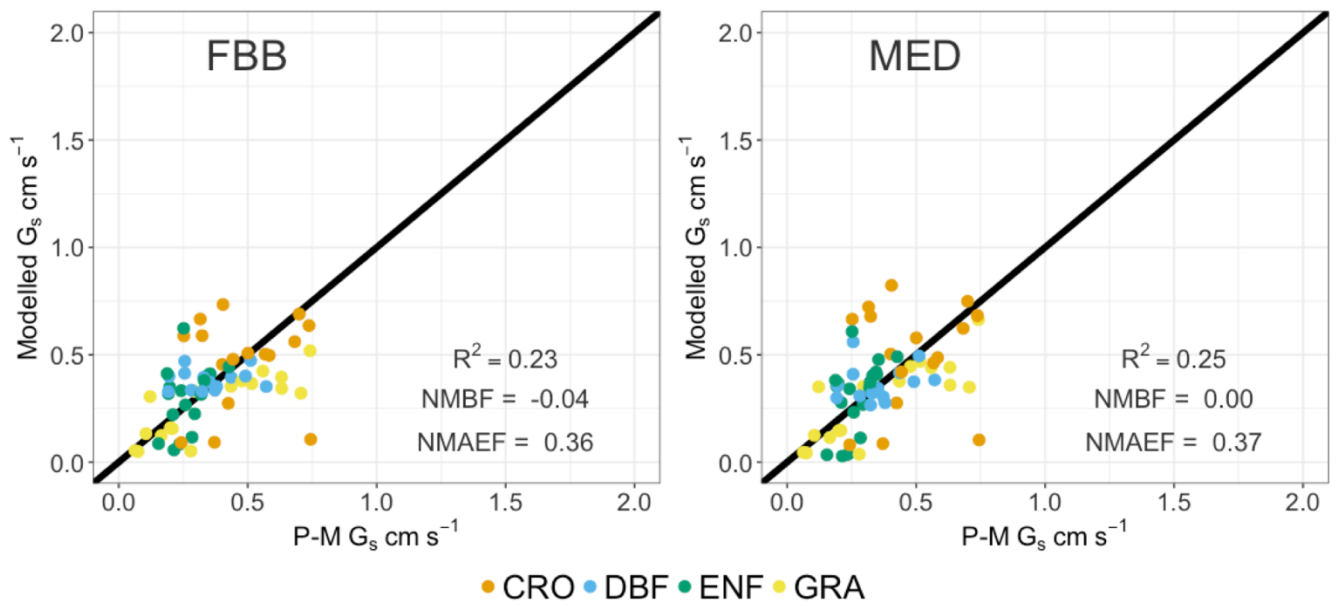 FBB
Modelled Gₛ cm s⁻¹
2.0
1.5
1.0
0.5
0.0
R² = 0.23
NMBF = -0.04
NMAEF = 0.36
0.0 0.5 1.0 1.5 2.0
P-M Gₛ cm s⁻¹
MED
Modelled Gₛ cm s⁻¹
2.0
1.5
1.0
0.5
0.0
R² = 0.25
NMBF = 0.00
NMAEF = 0.37
0.0 0.5 1.0 1.5 2.0
P-M Gₛ cm s⁻¹
CRO DBF ENF GRA